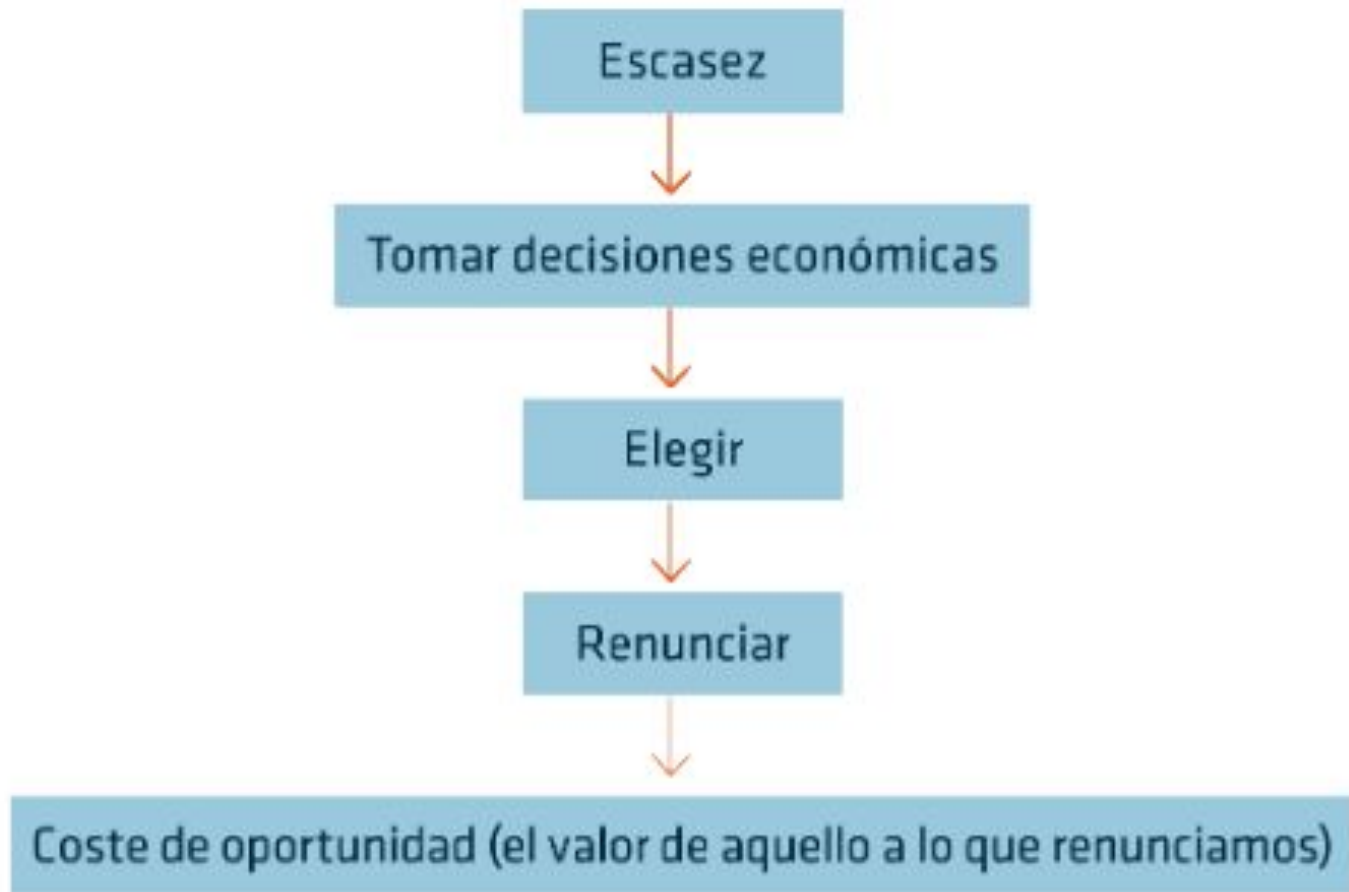 Escasez
Tomar decisiones económicas
Elegir
Renunciar
Coste de oportunidad (el valor de aquello a lo que renunciamos)